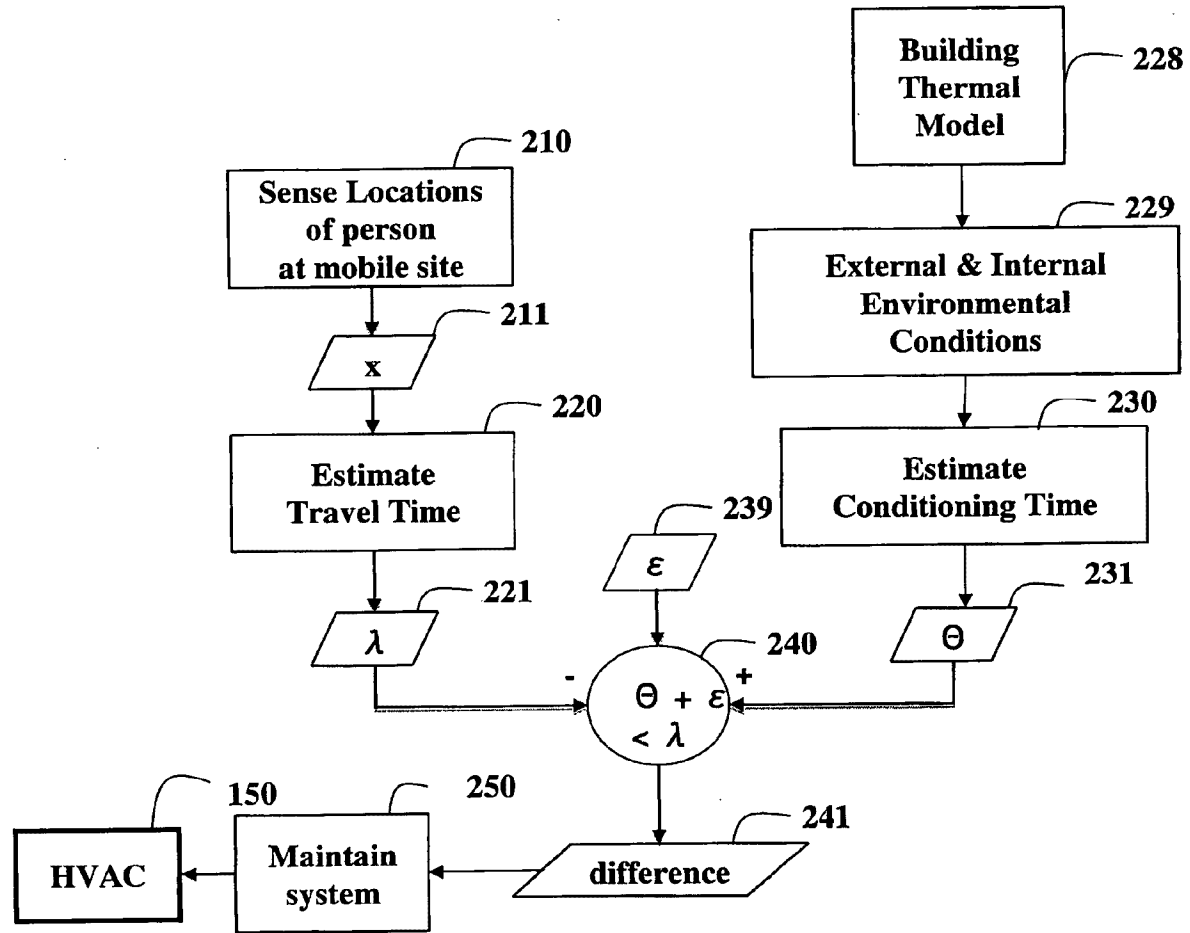 Building
Thermal
Model
228
210
Sense Locations
of person
at mobile site
229
External & Internal
Environmental
Conditions
211
x
220
Estimate
Travel Time
230
Estimate
Conditioning Time
239
ε
221
λ
231
Θ
240
-
+
Θ + ε
< λ
150
HVAC
250
Maintain
system
241
difference